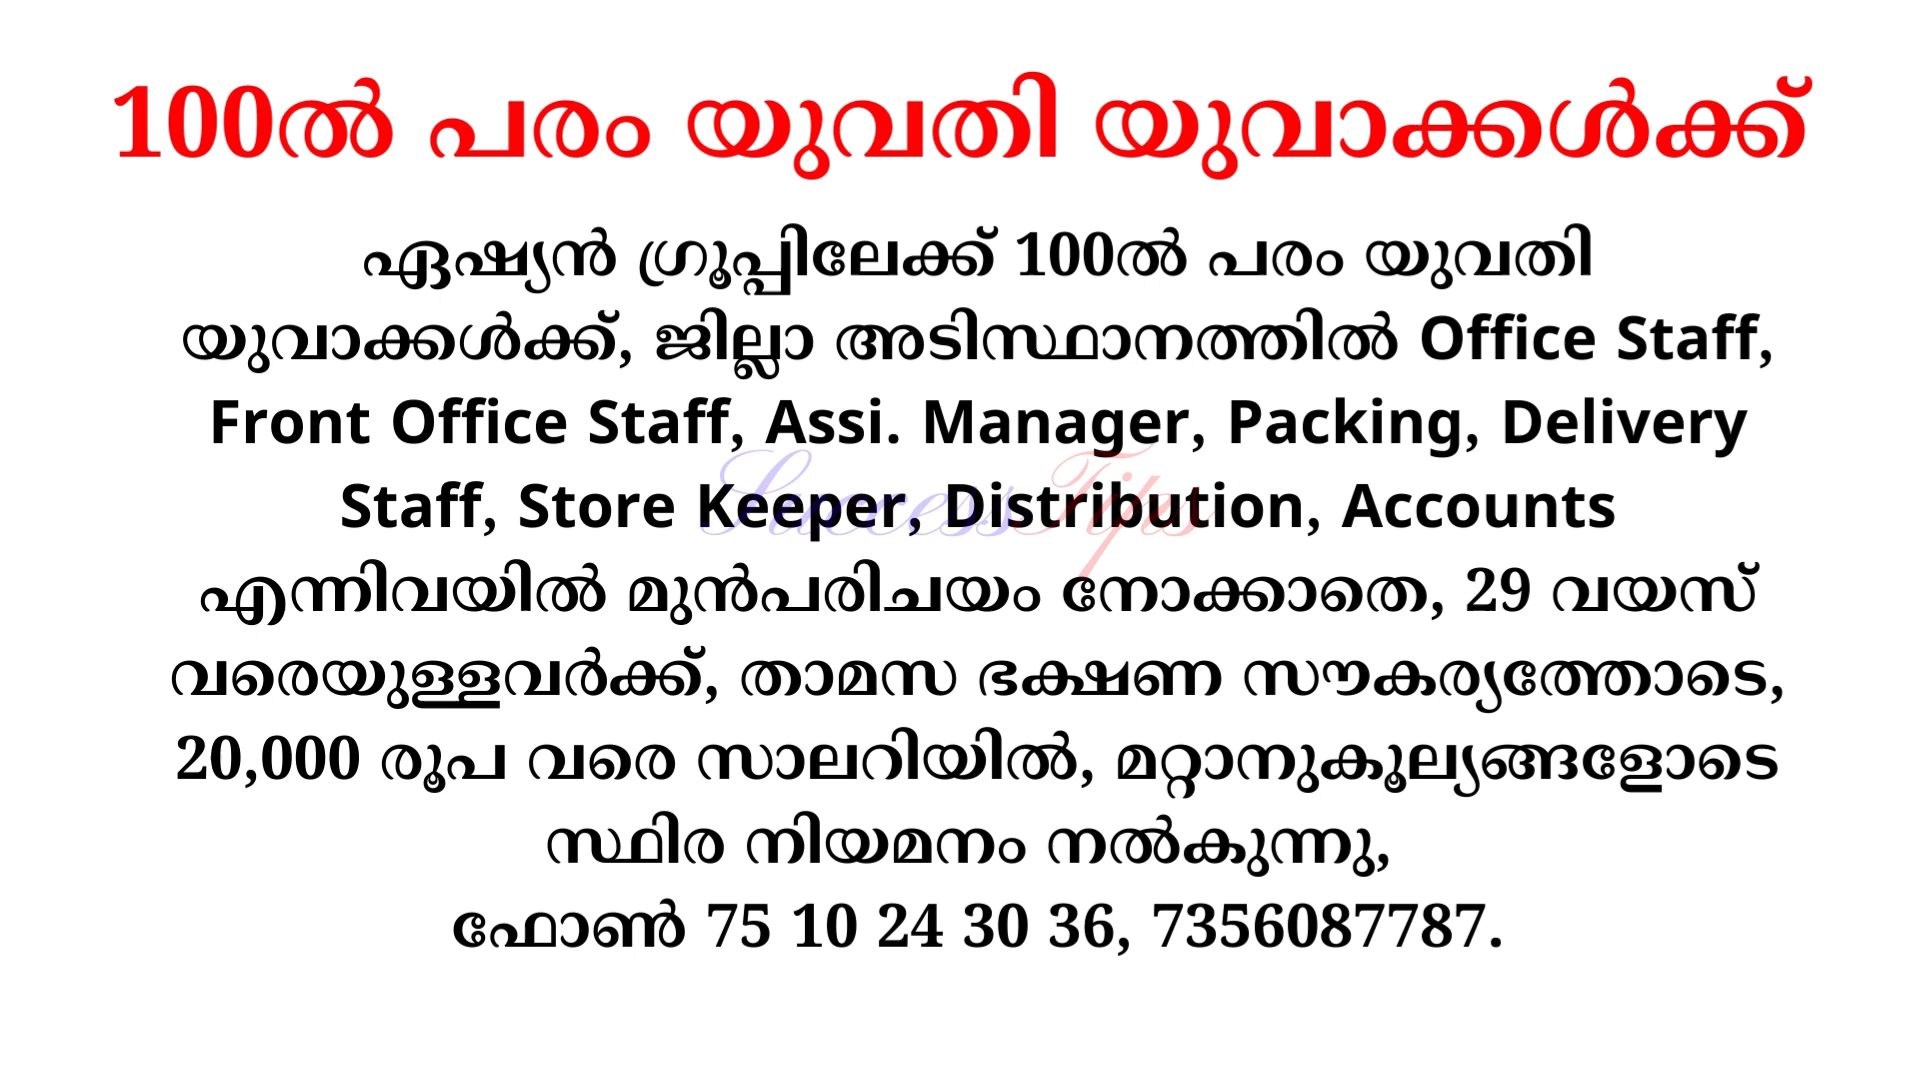 100ൽ പരം യുവതി യുവാക്കൾക്ക്
ഏഷ്യൻ ഗ്രൂപ്പിലേക്ക് 100ൽ പരം യുവതി
യുവാക്കൾക്ക്, ജില്ലാ അടിസ്ഥാനത്തിൽ Office Staff,
Front Office Staff, Assi. Manager, Packing, Delivery
Staff, Store Keeper, Distribution, Accounts
Success Tips
എന്നിവയിൽ മുൻപരിചയം നോക്കാതെ, 29 വയസ്
വരെയുള്ളവർക്ക്, താമസ ഭക്ഷണ സൗകര്യത്തോടെ,
20,000 രൂപ വരെ സാലറിയിൽ, മറ്റാനുകൂല്യങ്ങളോടെ
സ്ഥിര നിയമനം നൽകുന്നു,
ഫോൺ 75 10 24 30 36, 7356087787.